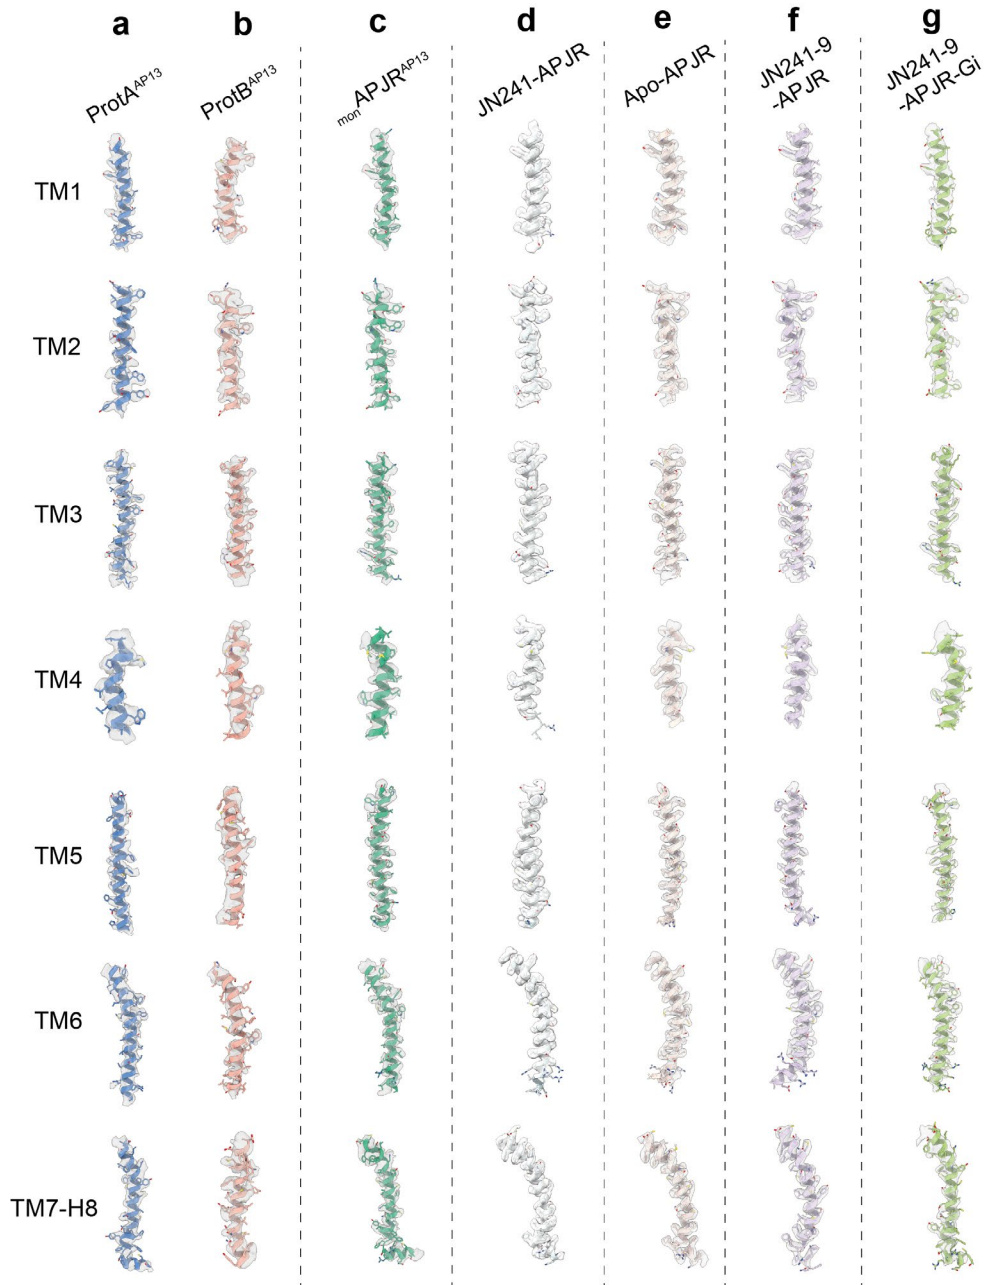 a
b
c
d
e
f
g
ProtA^AP13
ProtB^AP13
monAPJR^AP13
JN241-APJR
Apo-APJR
JN241-9
-APJR
JN241-9
-APJR-Gi
TM1
TM2
TM3
TM4
TM5
TM6
TM7-H8